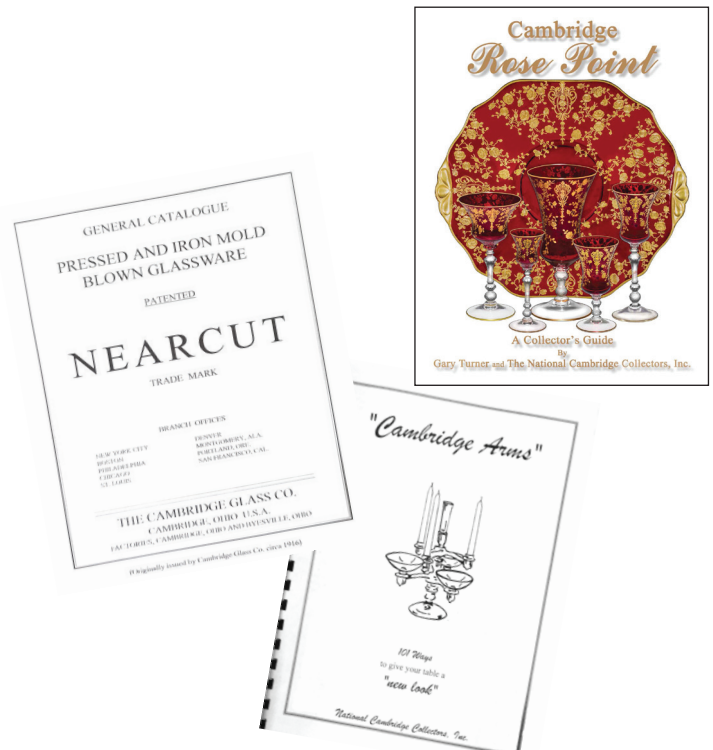 Cambridge
Rose Point
A Collector's Guide
By
Gary Turner and The National Cambridge Collectors, Inc.
GENERAL CATALOGUE
PRESSED AND IRON MOLD
BLOWN GLASSWARE
PATENTED
NEARCUT
TRADE MARK
BRANCH OFFICES
NEW YORK CITY
BOSTON
PHILADELPHIA
CHICAGO
ST. LOUIS
DENVER
MONTGOMERY, ALA.
PORTLAND, ORE.
SAN FRANCISCO, CAL.
THE CAMBRIDGE GLASS CO.
CAMBRIDGE, OHIO U.S.A.
FACTORIES, CAMBRIDGE, OHIO AND BYESVILLE, OHIO
(Originally issued by Cambridge Glass Co. circa 1916)
"Cambridge Arms"
101 Ways
to give your table a
"new look"
National Cambridge Collectors, Inc.